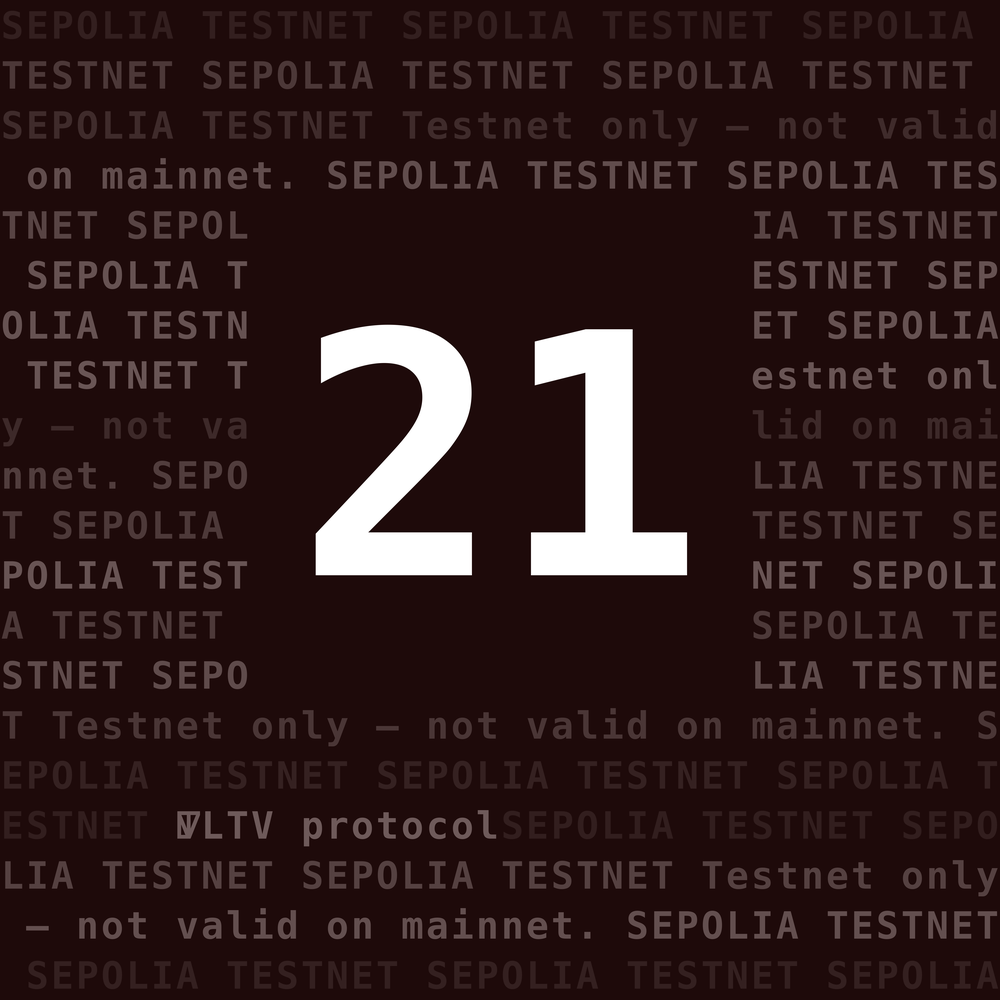 SEPOLIA TESTNET SEPOLIA TESTNET SEPOLIA
TESTNET SEPOLIA TESTNET SEPOLIA TESTNET
SEPOLIA TESTNET Testnet only — not valid
on mainnet. SEPOLIA TESTNET SEPOLIA TES
TNET SEPOL IA TESTNET
SEPOLIA T ESTNET SEP
OLIA TESTN ET SEPOLIA
TESTNET T estnet onl
y — not va lid on mai
21
nnet. SEPO LIA TESTNE
T SEPOLIA TESTNET SE
POLIA TEST NET SEPOLI
A TESTNET SEPOLIA TE
STNET SEPO LIA TESTNE
T Testnet only — not valid on mainnet. S
EPOLIA TESTNET SEPOLIA TESTNET SEPOLIA T
ESTNET VLTV protocolSEPOLIA TESTNET SEPO
LIA TESTNET SEPOLIA TESTNET Testnet only
— not valid on mainnet. SEPOLIA TESTNET
SEPOLIA TESTNET SEPOLIA TESTNET SEPOLIA